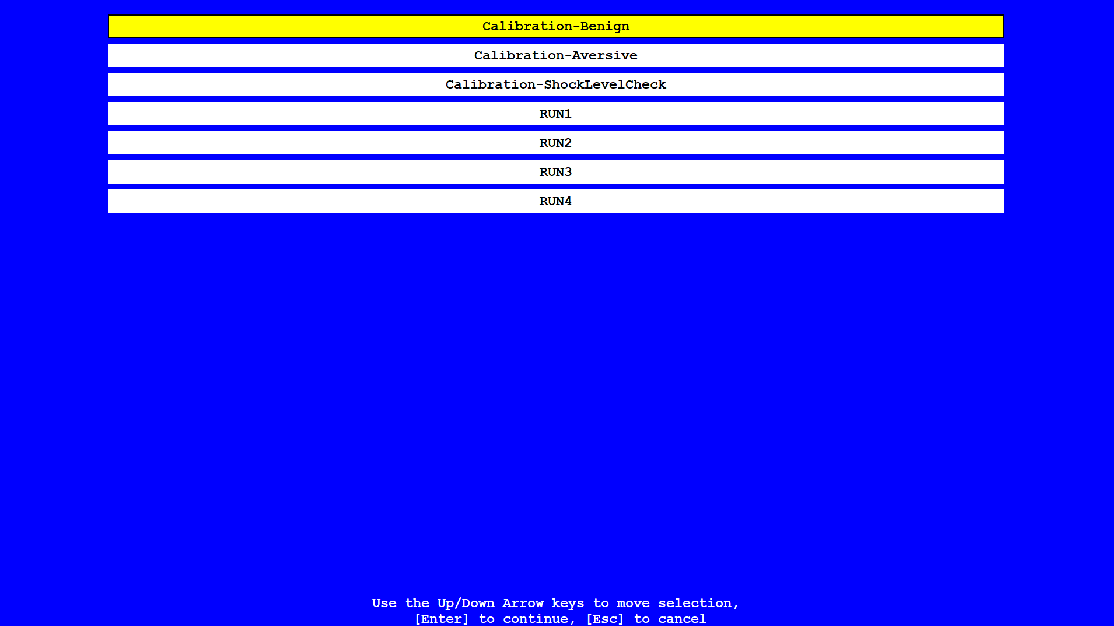 Calibration-Benign
Calibration-Aversive
Calibration-ShockLevelCheck
RUN1
RUN2
RUN3
RUN4
Use the Up/Down Arrow keys to move selection,
[Enter] to continue, [Esc] to cancel